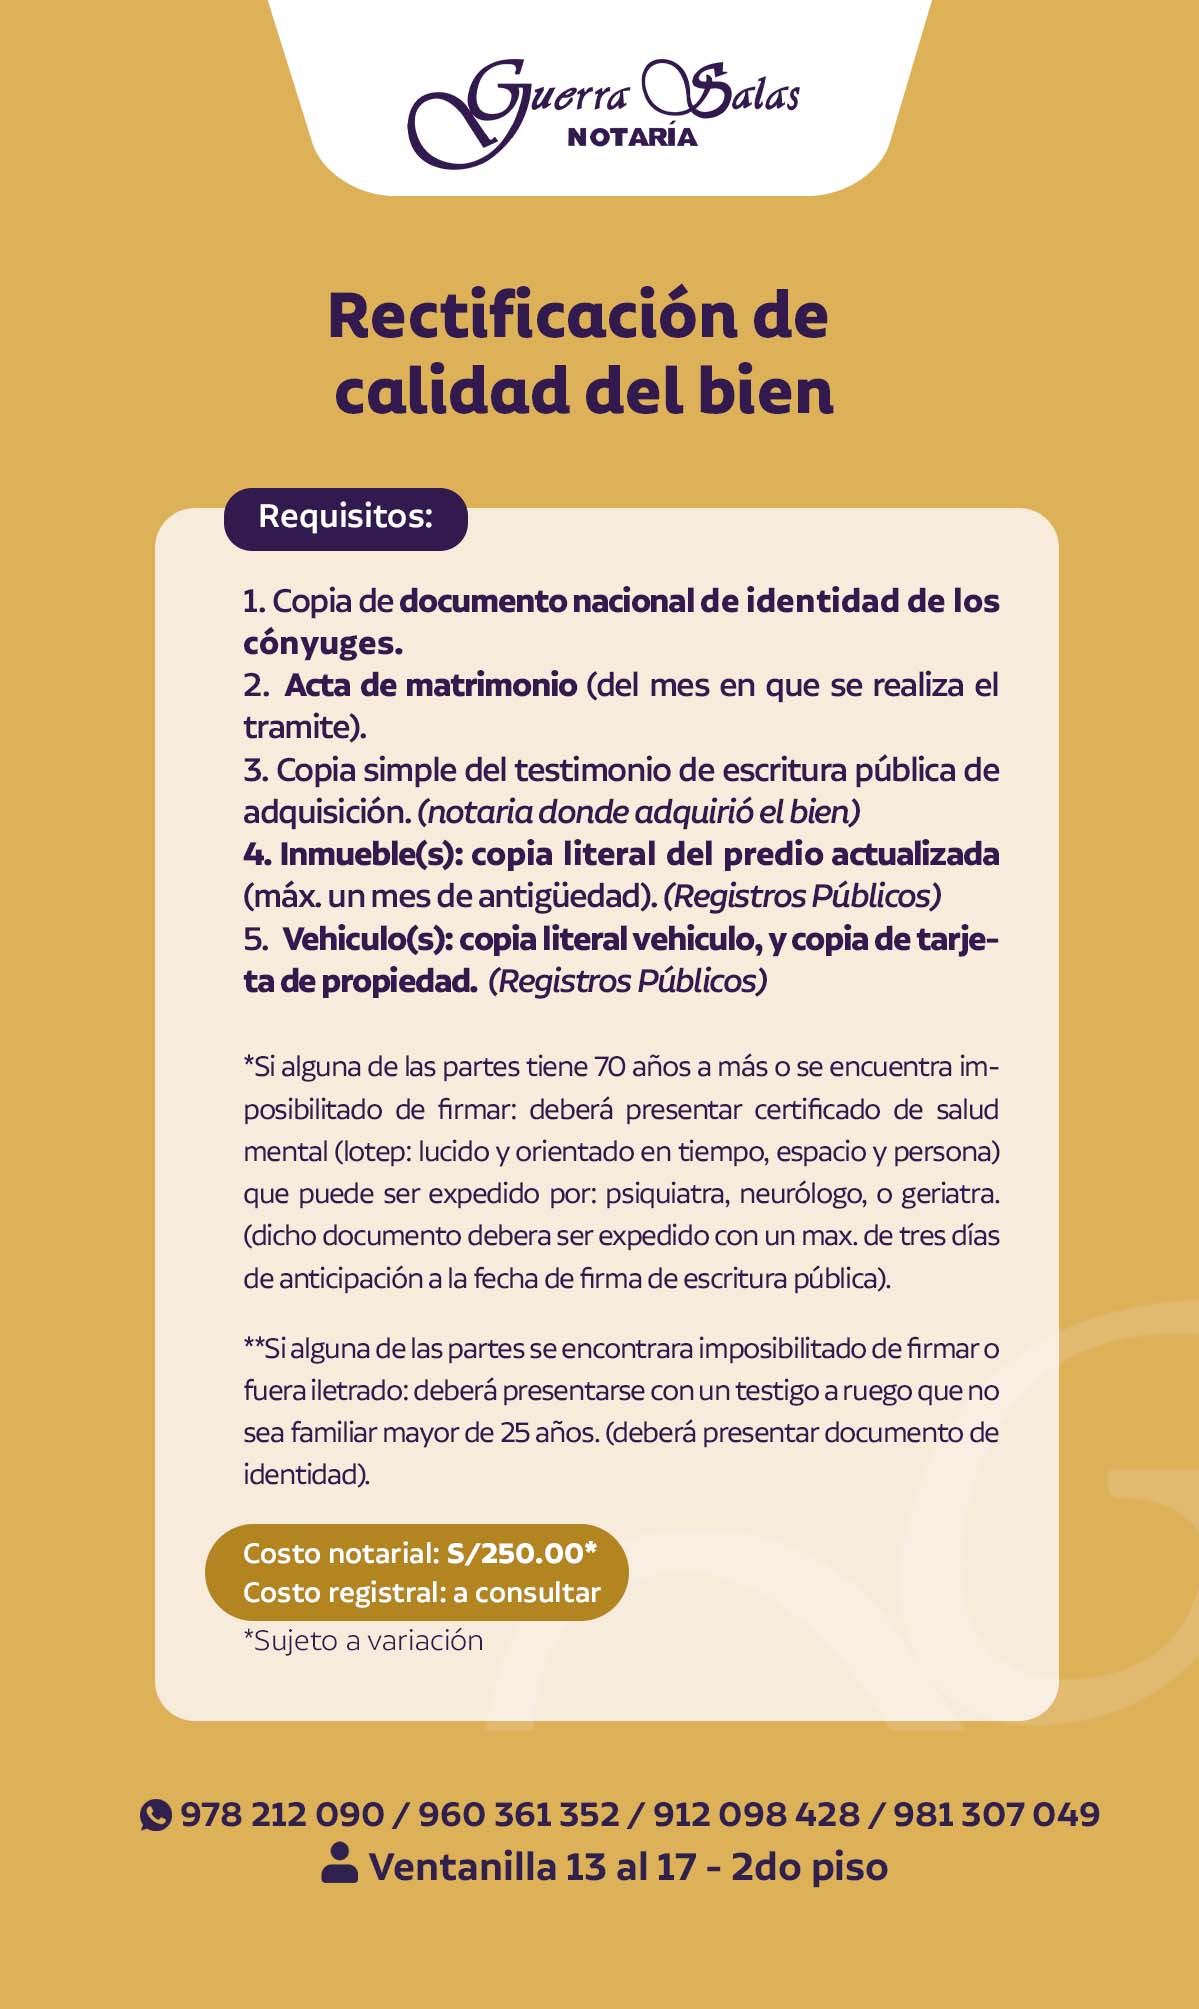 Guerra Salas
NOTARÍA
Rectificación de
calidad del bien
Requisitos:
1. Copia de documento nacional de identidad de los
cónyuges.
2. Acta de matrimonio (del mes en que se realiza el
tramite).
3. Copia simple del testimonio de escritura pública de
adquisición. (notaria donde adquirió el bien)
4. Inmueble(s): copia literal del predio actualizada
(máx. un mes de antigüedad). (Registros Públicos)
5. Vehiculo(s): copia literal vehiculo, y copia de tarje-
ta de propiedad. (Registros Públicos)
*Si alguna de las partes tiene 70 años a más o se encuentra im-
posibilitado de firmar: deberá presentar certificado de salud
mental (lotep: lucido y orientado en tiempo, espacio y persona)
que puede ser expedido por: psiquiatra, neurólogo, o geriatra.
(dicho documento debera ser expedido con un max. de tres días
de anticipación a la fecha de firma de escritura pública).
**Si alguna de las partes se encontrara imposibilitado de firmar o
fuera iletrado: deberá presentarse con un testigo a ruego que no
sea familiar mayor de 25 años. (deberá presentar documento de
identidad).
Costo notarial: S/250.00*
Costo registral: a consultar
*Sujeto a variación
978 212 090 / 960 361 352 / 912 098 428 / 981 307 049
Ventanilla 13 al 17 - 2do piso